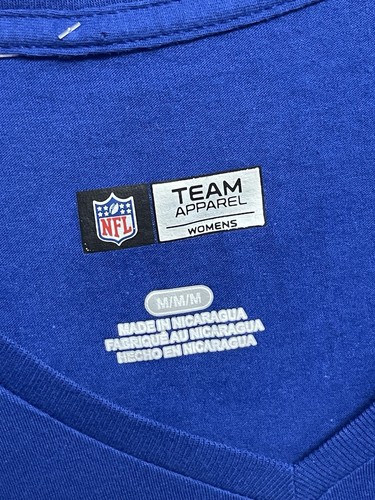 NFL
TEAM
APPAREL
WOMENS
M/M/M
MADE IN NICARAGUA
FABRIQUÉ AU NICARAGUA
HECHO EN NICARAGUA